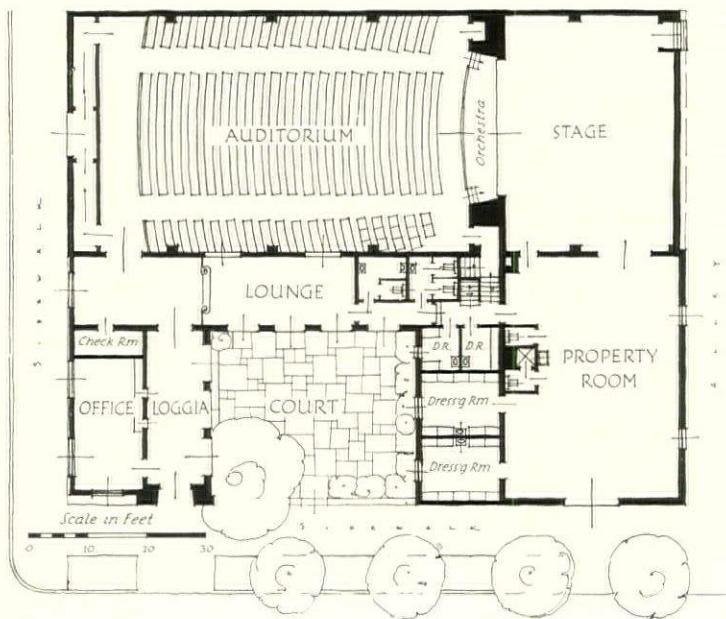 AUDITORIUM
Orchestra
STAGE
SIDEWALK
LOUNGE
ALLEY
Check Rm
D.R.
D.R.
PROPERTY
ROOM
OFFICE
LOGGIA
COURT
Dress'g Rm
Dress'g Rm
Scale in Feet
SIDEWALK
0 10 20 30